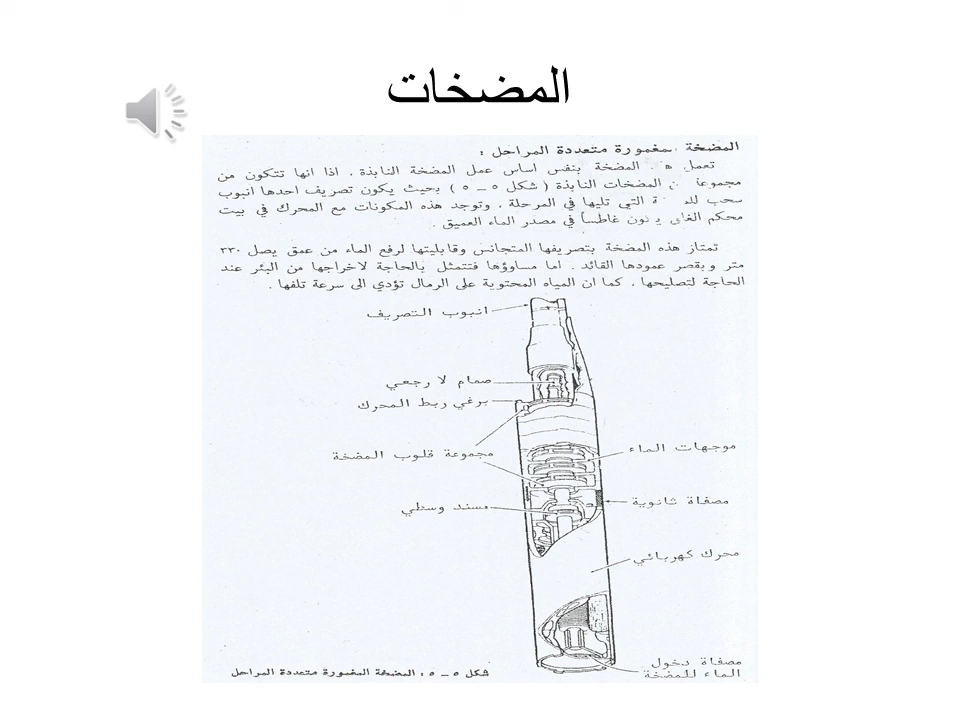 المضخات
المضخة مغمورة متعددة المراحل :
تعمل المضخة بنفس اساس عمل المضخة النابذة ، اذا انها تتكون من
المضخات النابذة ( شكل ٥ – ٥ ) بحيث يكون تصريف احدها انبوب
سحب التي تليها في المرحلة ، وتوجد هذه المكونات مع المحرك في بيت
محكم غاطساً في مصدر الماء العميق .
تمتاز هذه المضخة بتصريفها المتجانس وقابليتها لرفع الماء من عمق يصل ٣٣٠
متر وبقصر عمودها القائد . اما مساوؤها فتتمثل بالحاجة لاخراجها من البئر عند
الحاجة لتصليحها ، كما ان المياه المحتوية على الرمال تؤدي الى سرعة تلفها .
انبوب التصريف
صمام لا رجعي
برغي ربط المحرك
موجهات الماء
مجموعة قلوب المضخة
مصفاة ثانوية
مسند وسطي
محرك كهربائي
مصفاة دخول
الماء للمضخة
شكل ٥ – ٥ : المضخة المغمورة متعددة المراحل